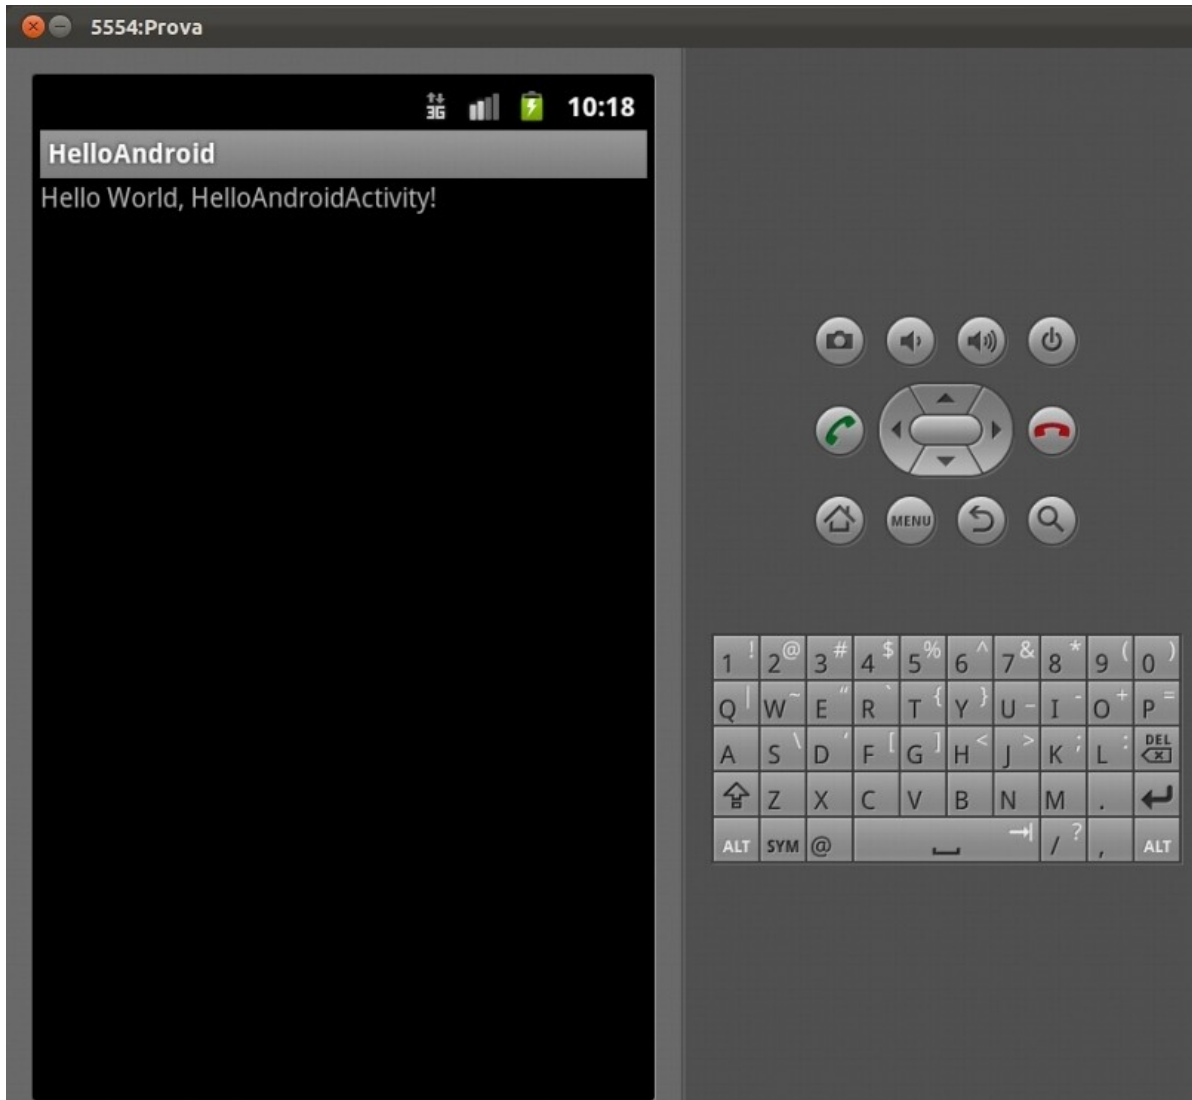 5554:Prova
3G 10:18
HelloAndroid
Hello World, HelloAndroidActivity!
MENU
1 ! 2 @ 3 # 4 $ 5 % 6 ^ 7 & 8 * 9 ( 0 )
Q | W ~ E " R ` T { Y } U _ I - O + P =
A S \ D ' F [ G ] H < J > K ; L : DEL
Z X C V B N M .
ALT SYM @ / ? , ALT